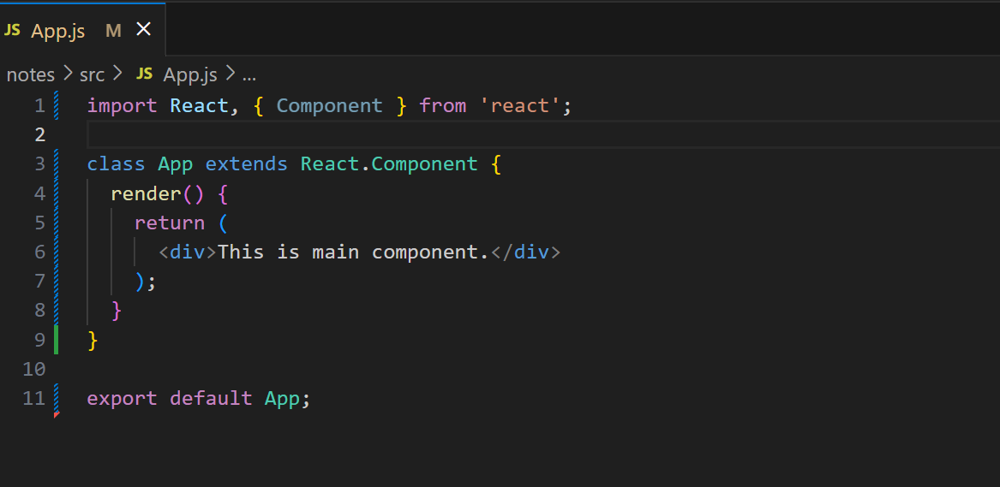 JS App.js M ×
notes > src > JS App.js > ...
1 import React, { Component } from 'react';
2
3 class App extends React.Component {
4   render() {
5     return (
6       <div>This is main component.</div>
7     );
8   }
9 }
10
11 export default App;